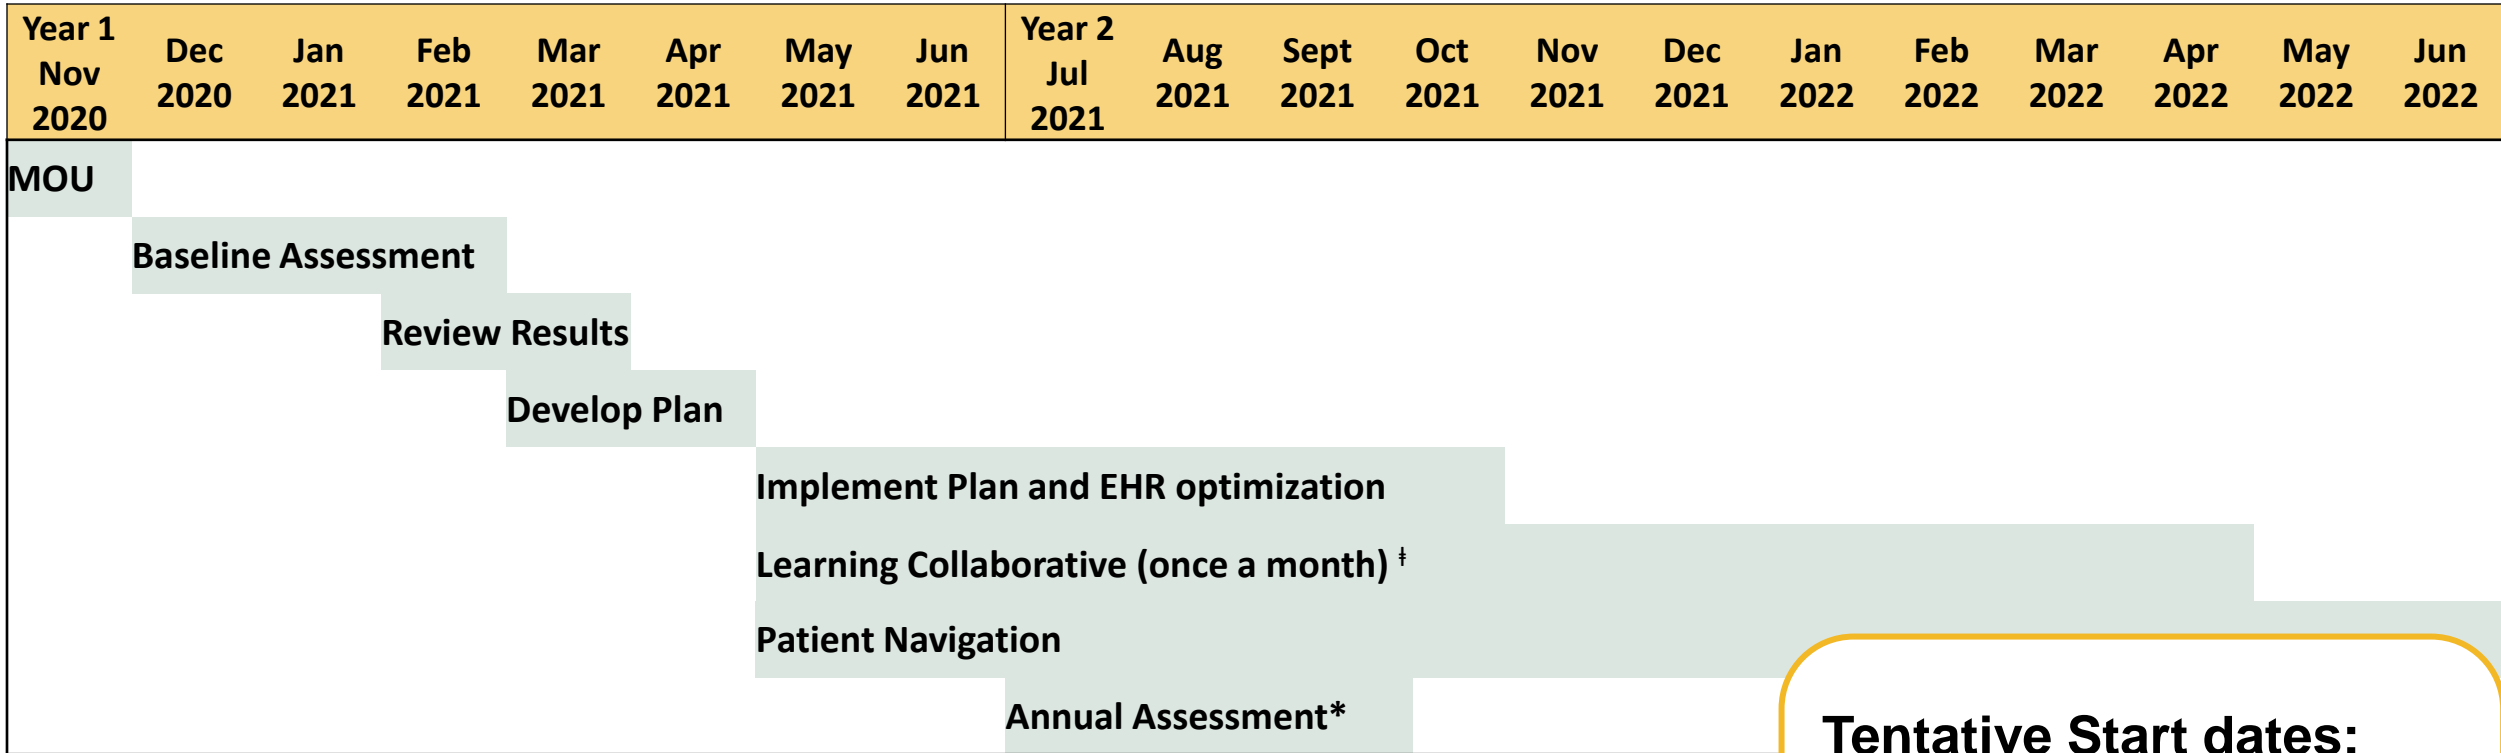 Year 1 Nov 2020 Dec 2020 Jan 2021 Feb 2021 Mar 2021 Apr 2021 May 2021 Jun 2021 Year 2 Jul 2021 Aug 2021 Sept 2021 Oct 2021 Nov 2021 Dec 2021 Jan 2022 Feb 2022 Mar 2022 Apr 2022 May 2022 Jun 2022
MOU
Baseline Assessment
Review Results
Develop Plan
Implement Plan and EHR optimization
Learning Collaborative (once a month) ǂ
Patient Navigation
Annual Assessment*
Tentative Start dates: